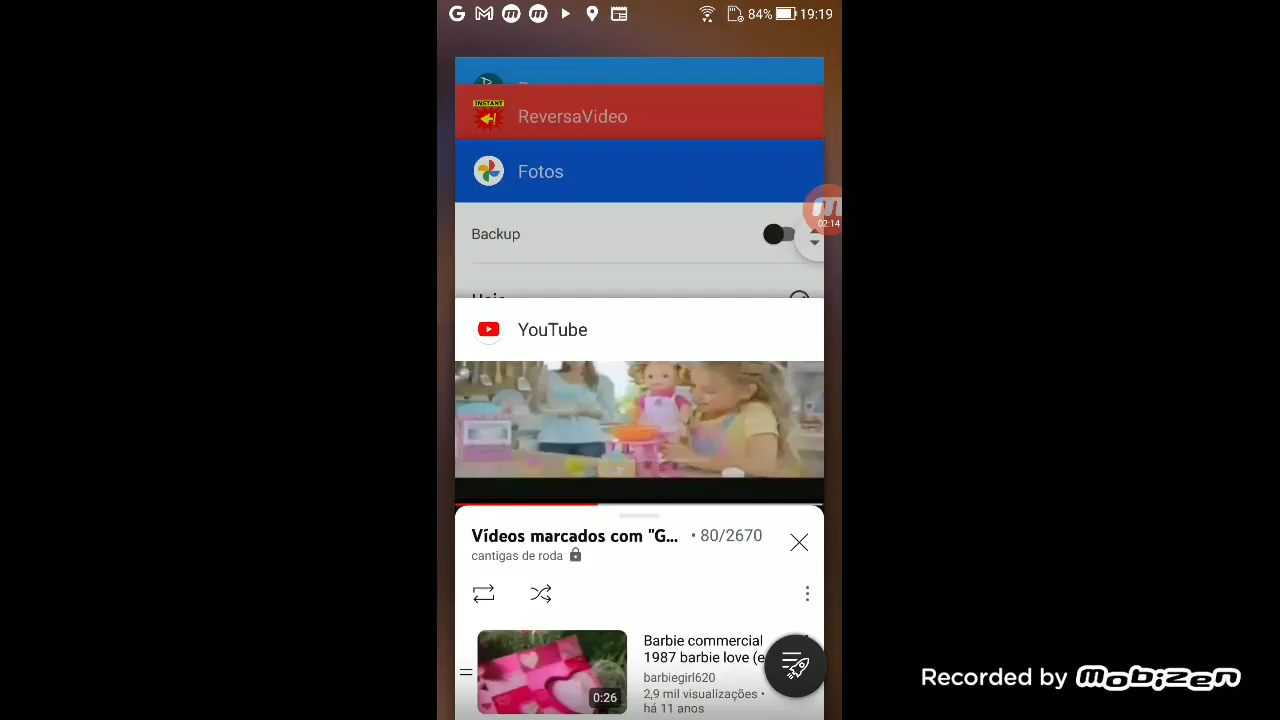 84% 19:19
INSTANT
ReversaVideo
Fotos
02:14
Backup
YouTube
Vídeos marcados com "G... • 80/2670
cantigas de roda
Barbie commercial
1987 barbie love (e
barbiegirl620
2,9 mil visualizações •
há 11 anos
0:26
Recorded by mobizen